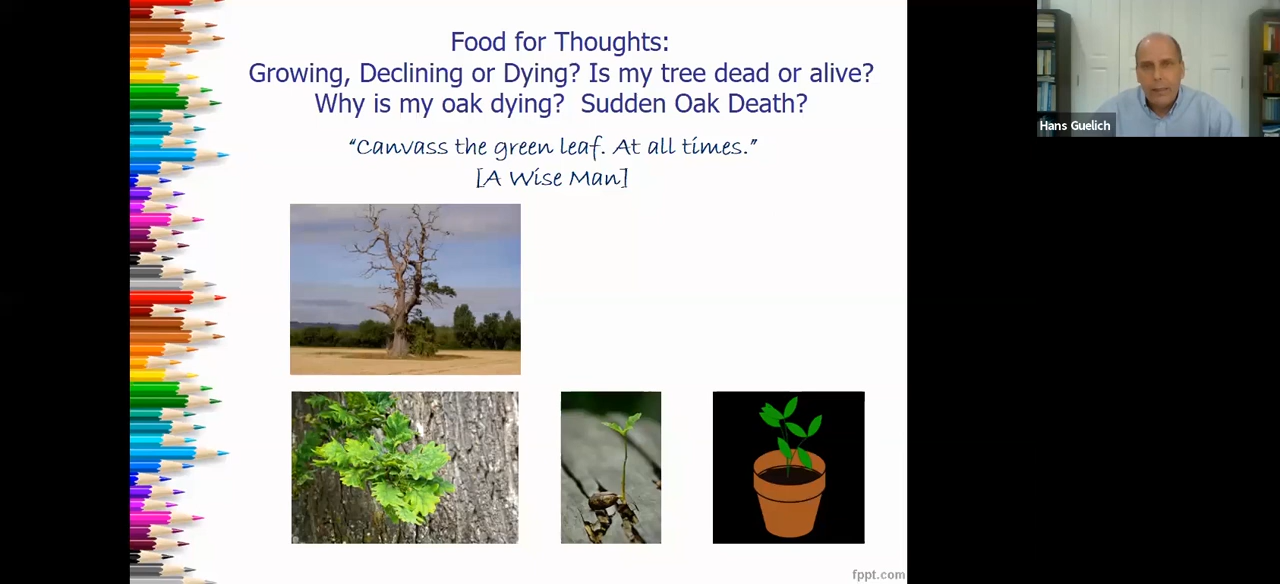 Food for Thoughts:
Growing, Declining or Dying? Is my tree dead or alive?
Why is my oak dying? Sudden Oak Death?
“Canvass the green leaf. At all times.”
[A Wise Man]
Hans Guelich
fppt.com